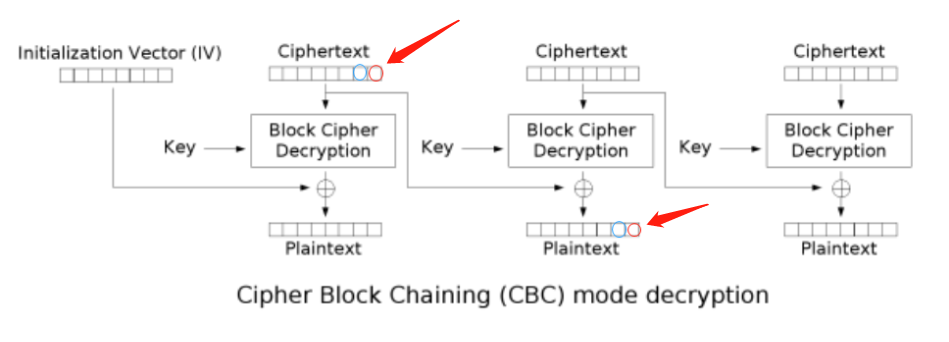 Initialization Vector (IV)
Ciphertext
Ciphertext
Ciphertext
Key
Block Cipher
Decryption
Key
Block Cipher
Decryption
Key
Block Cipher
Decryption
Plaintext
Plaintext
Plaintext
Cipher Block Chaining (CBC) mode decryption